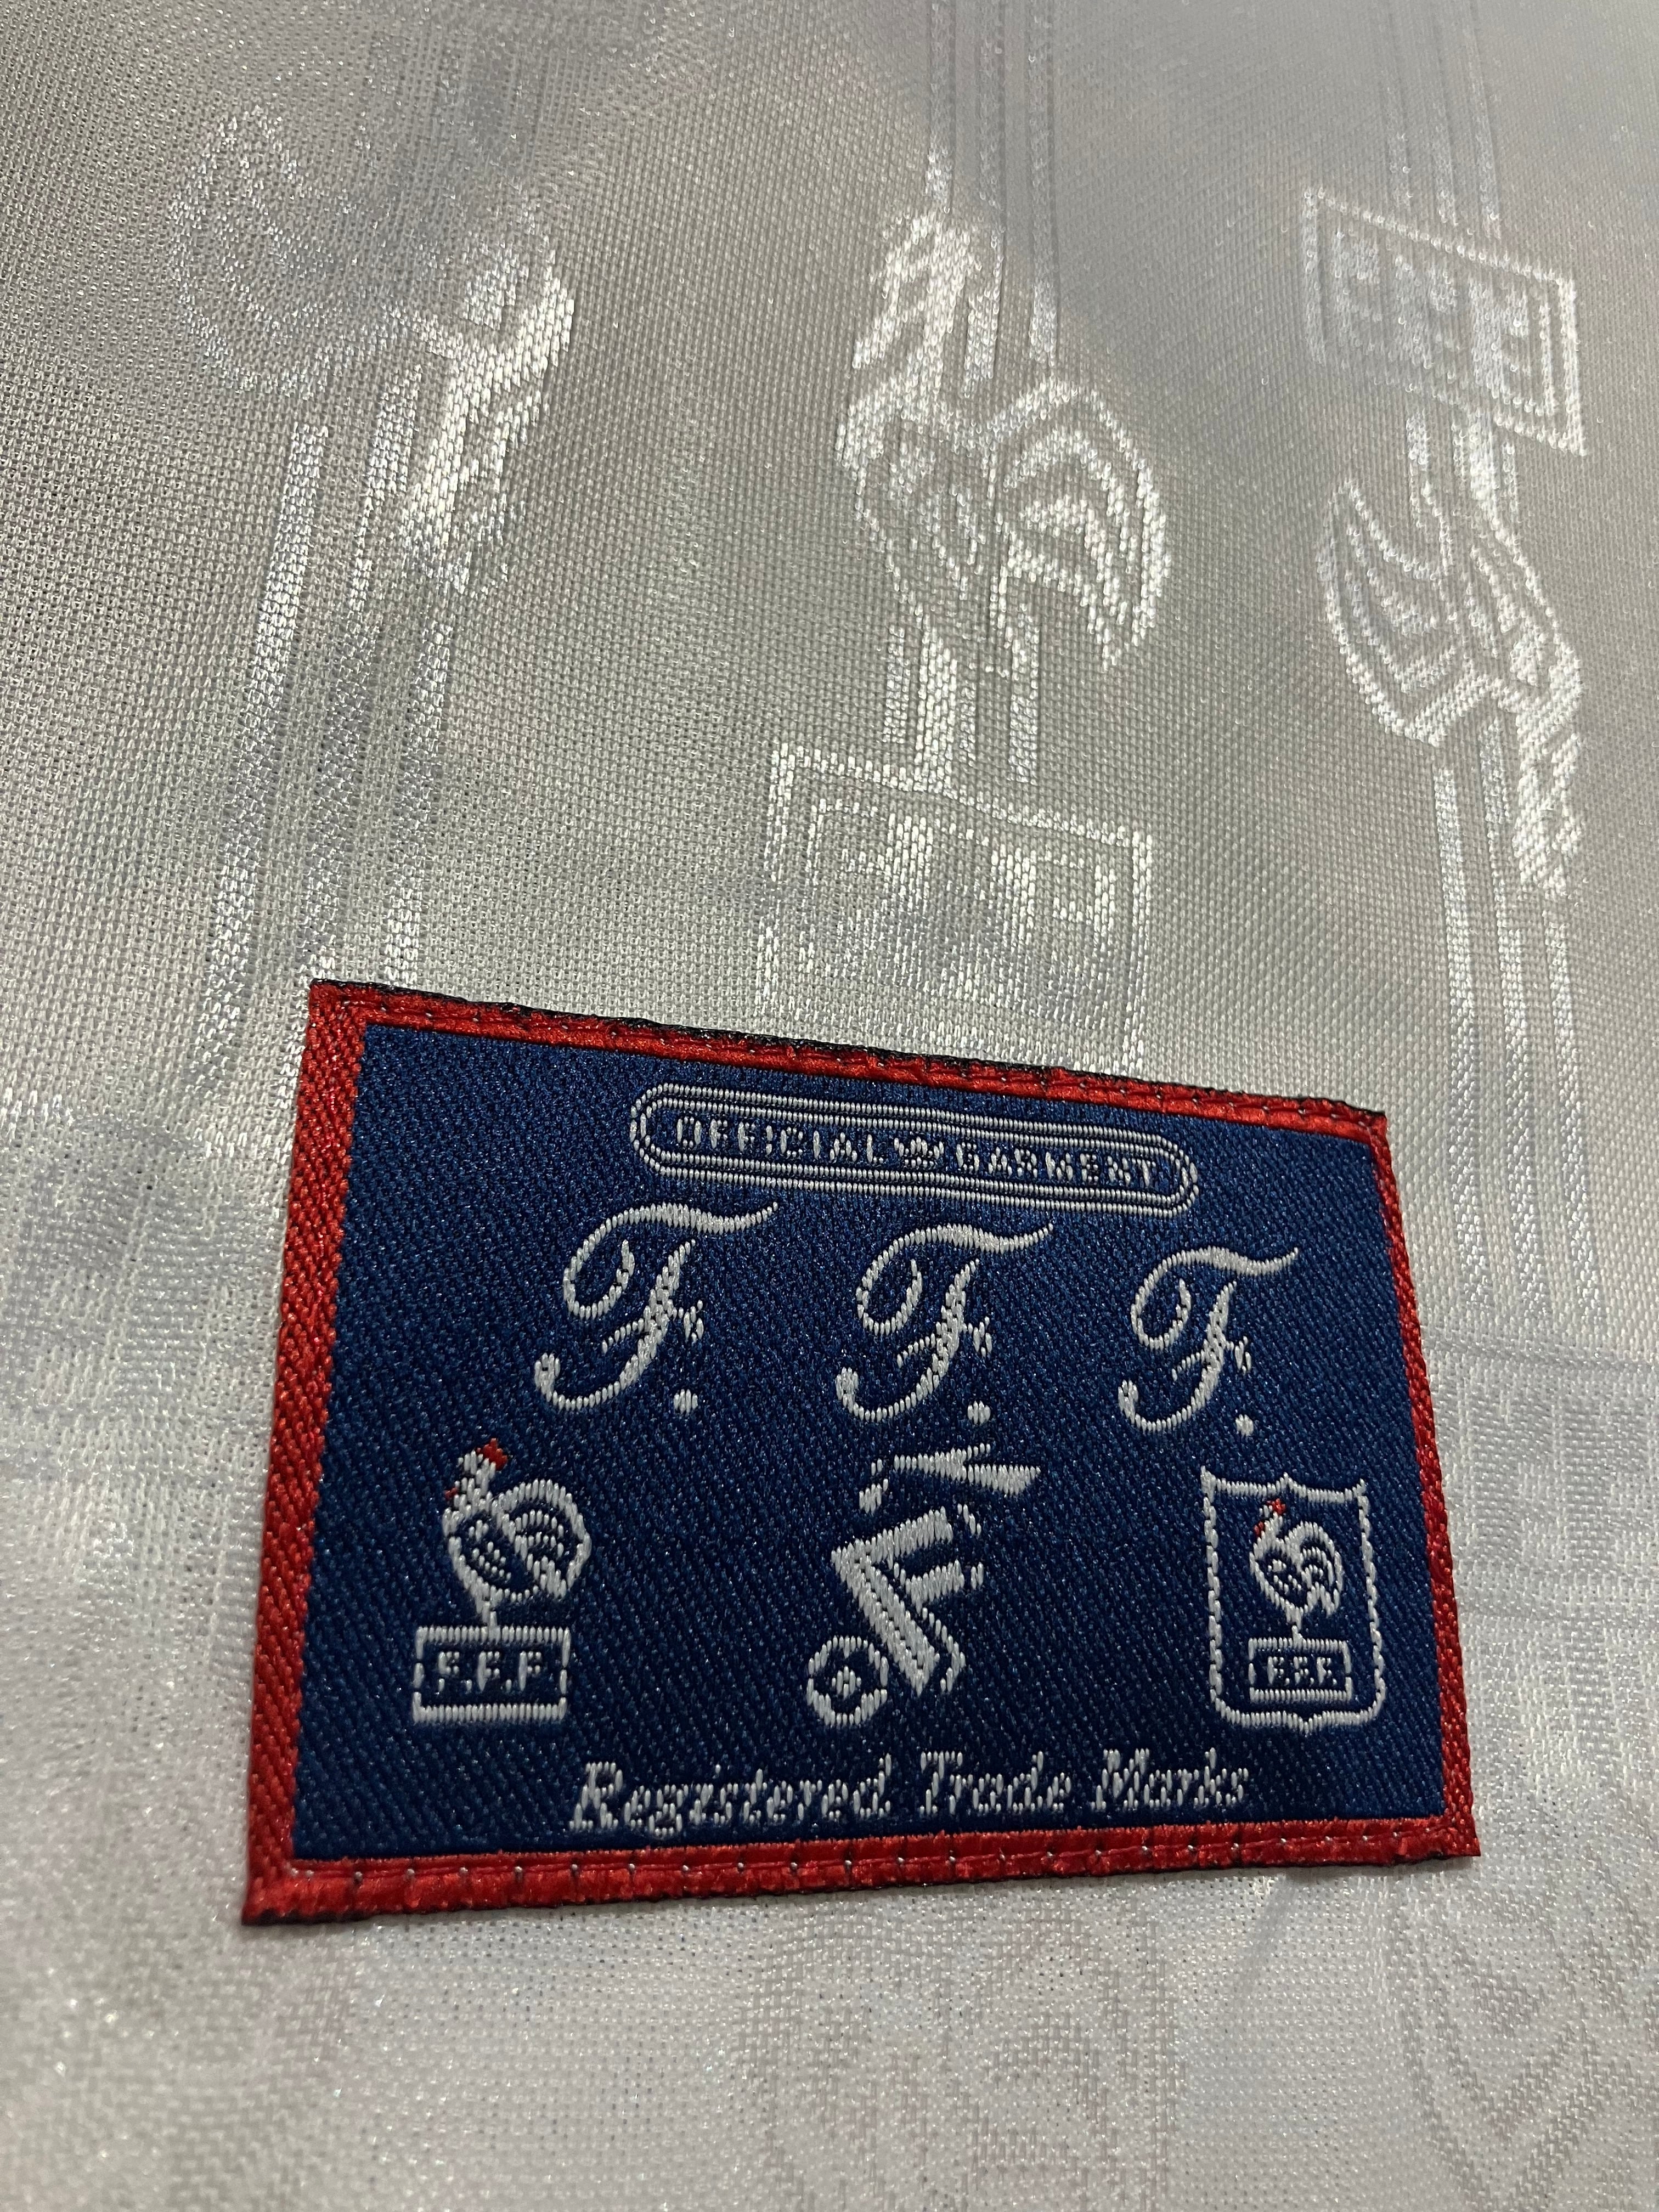 OFFICIAL GARMENT
F. F. F.
F.F.F F.F.F.
Registered Trade Marks